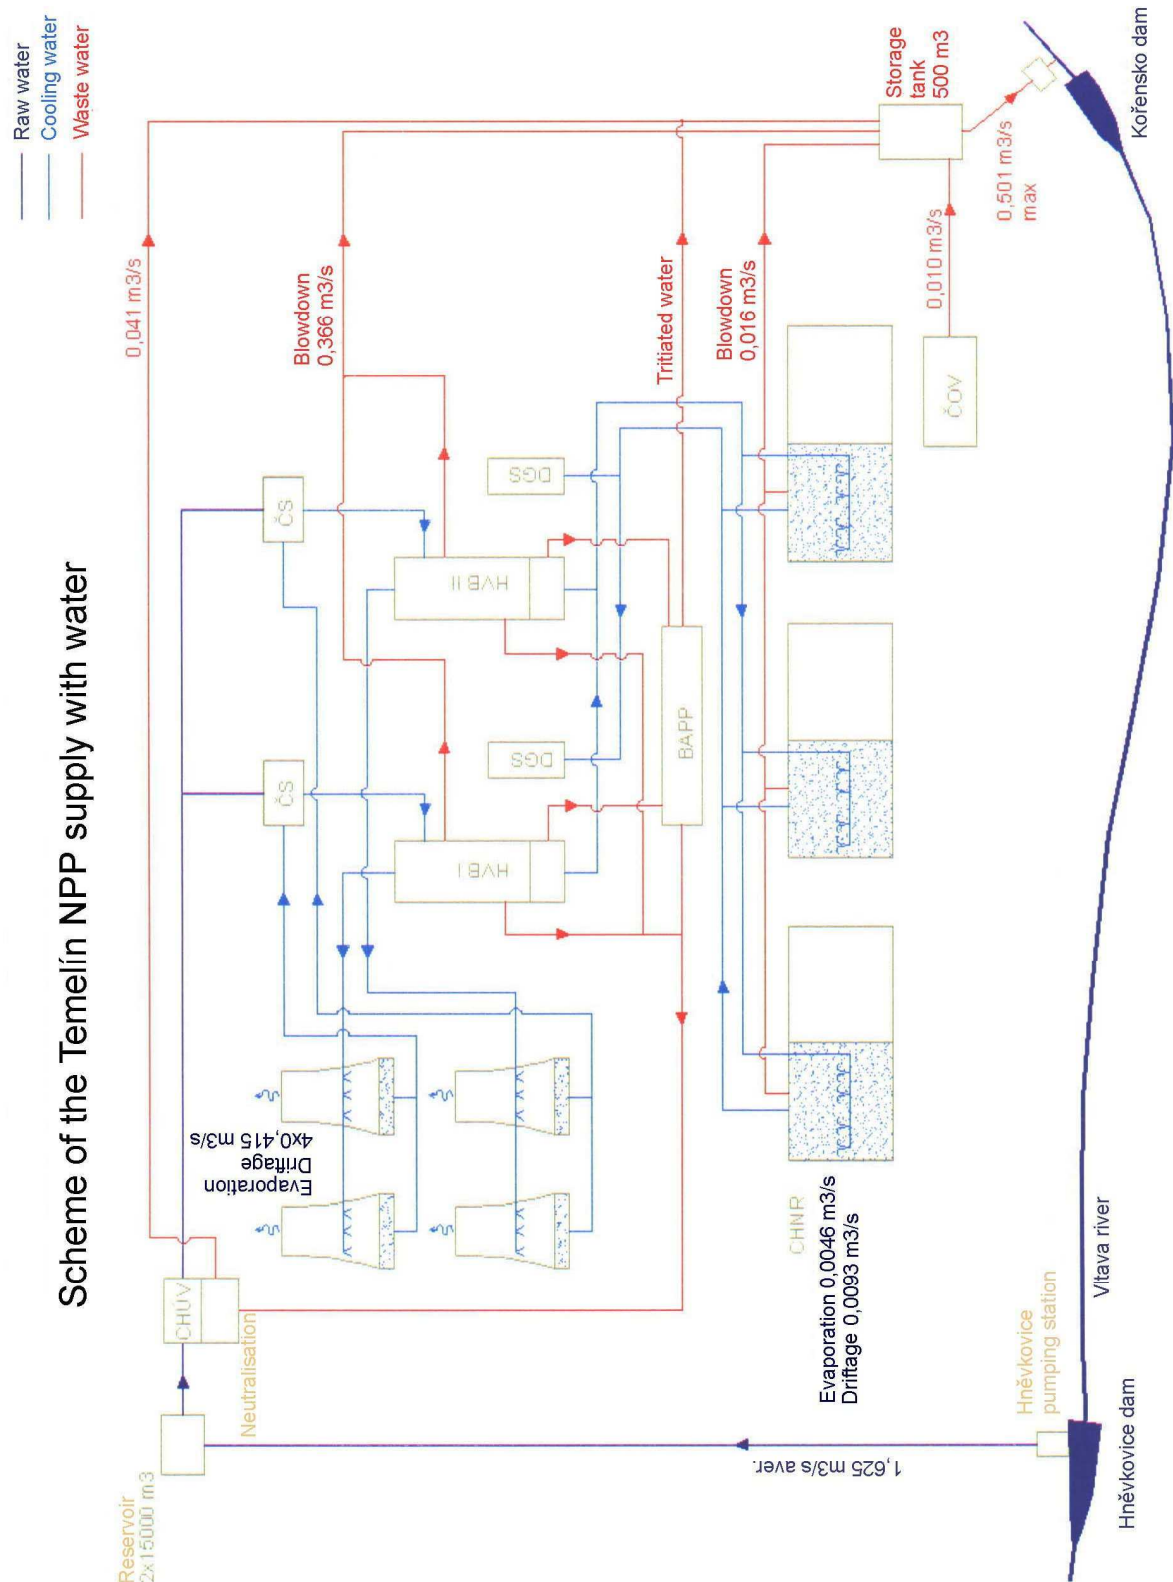 Scheme of the Temelín NPP supply with water
Raw water
Cooling water
Waste water
Reservoir
2x15000 m3
CHÚV
Neutralisation
0,041 m3/s
ČS
ČS
Evaporation
Driftage
4x0,415 m3/s
Blowdown
0,366 m3/s
HVB I
HVB II
DGS
DGS
BAPP
Tritiated water
Blowdown
0,016 m3/s
Storage
tank
500 m3
0,501 m3/s
max
0,010 m3/s
ČOV
CHNR
Evaporation 0,0046 m3/s
Driftage 0,0093 m3/s
1,625 m3/s aver.
Hněvkovice
pumping station
Hněvkovice dam
Vltava river
Kořensko dam